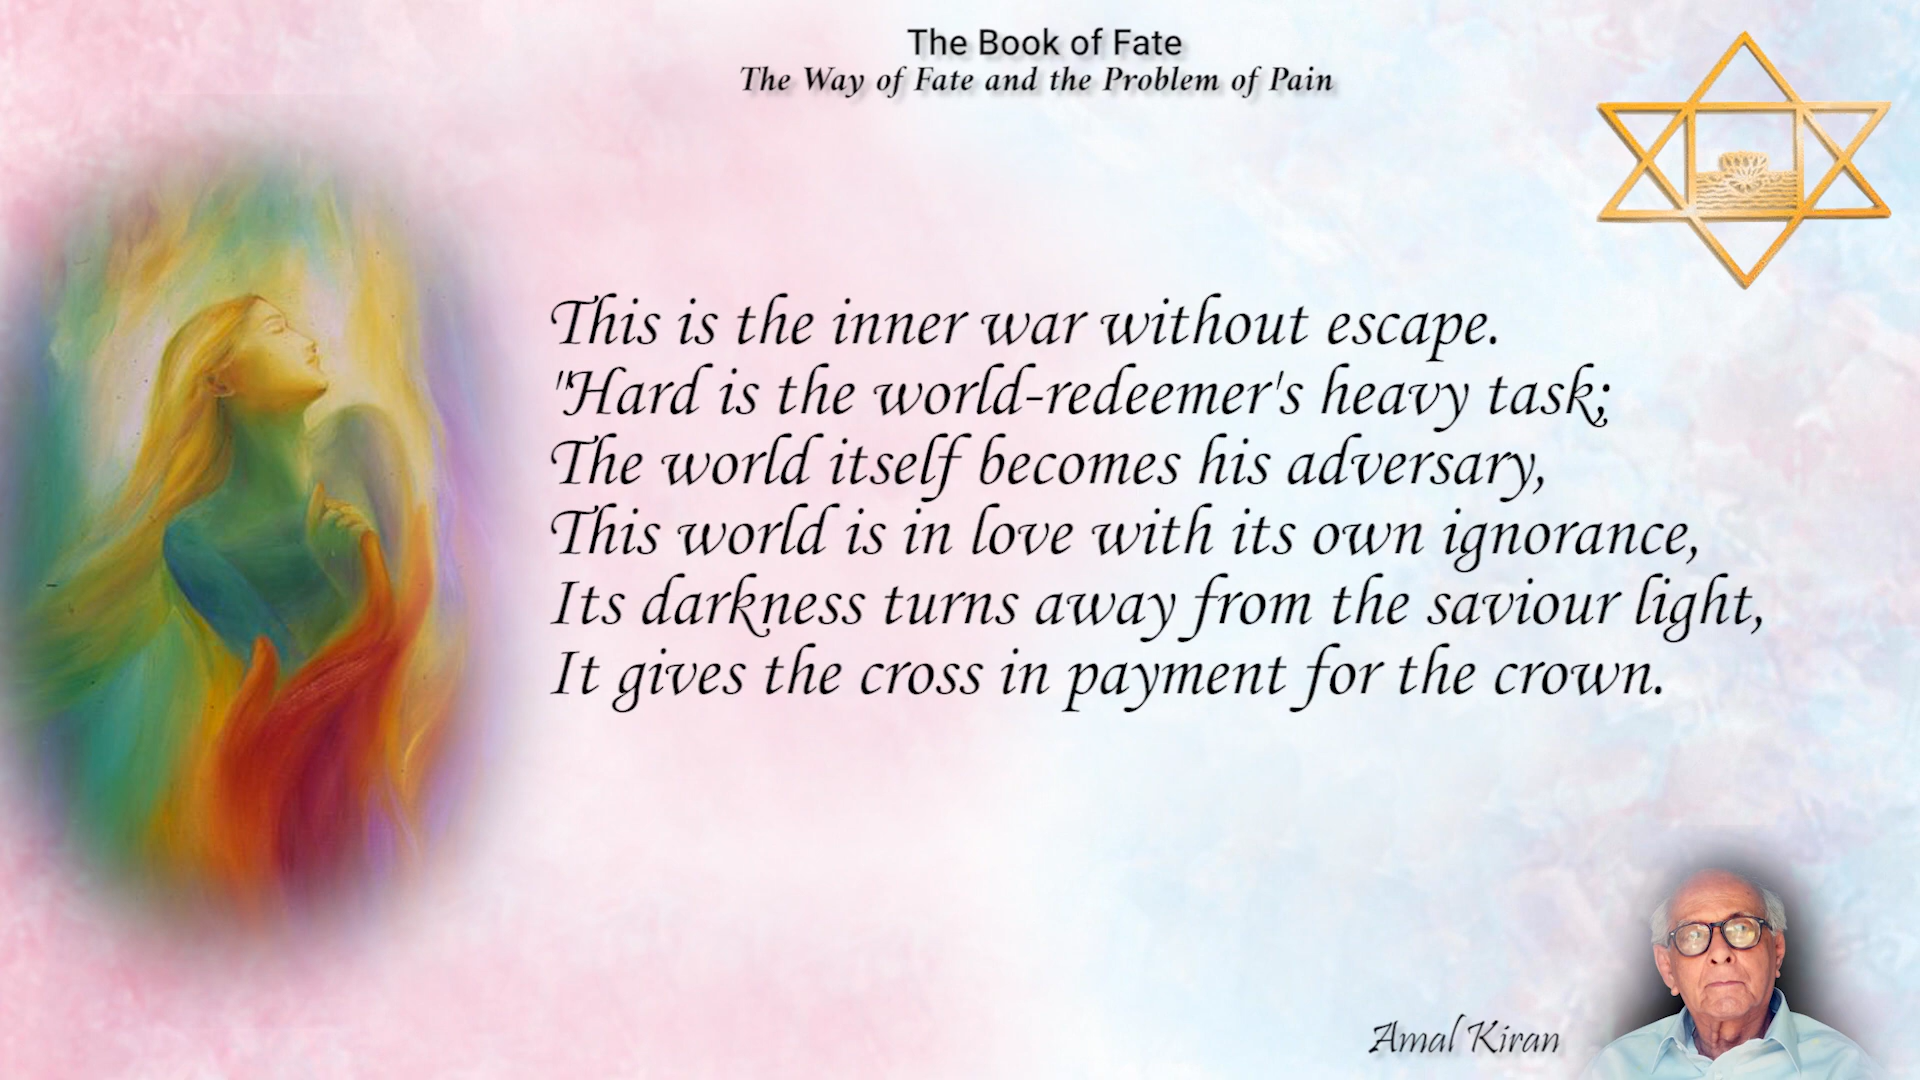 The Book of Fate
The Way of Fate and the Problem of Pain
This is the inner war without escape.
"Hard is the world-redeemer's heavy task;
The world itself becomes his adversary,
This world is in love with its own ignorance,
Its darkness turns away from the saviour light,
It gives the cross in payment for the crown.
Amal Kiran